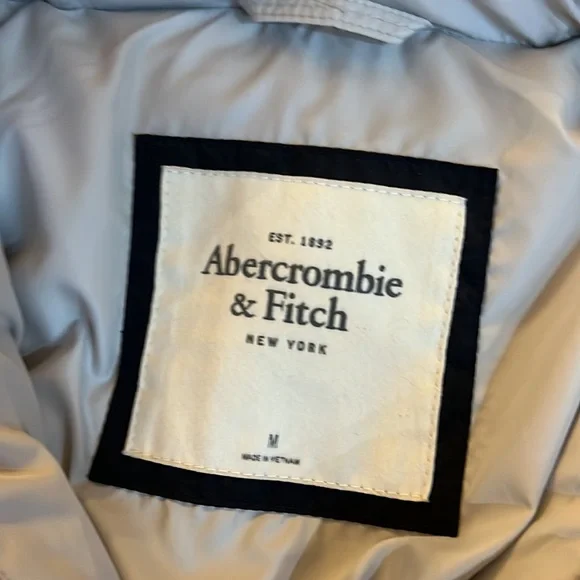 EST. 1892
Abercrombie
& Fitch
NEW YORK
M
MADE IN VIETNAM